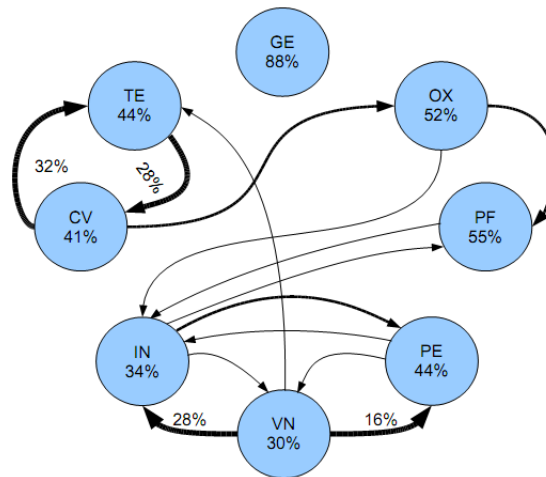 GE
88%
TE
44%
OX
52%
32%
28%
CV
41%
PF
55%
IN
34%
PE
44%
28%
VN
30%
16%